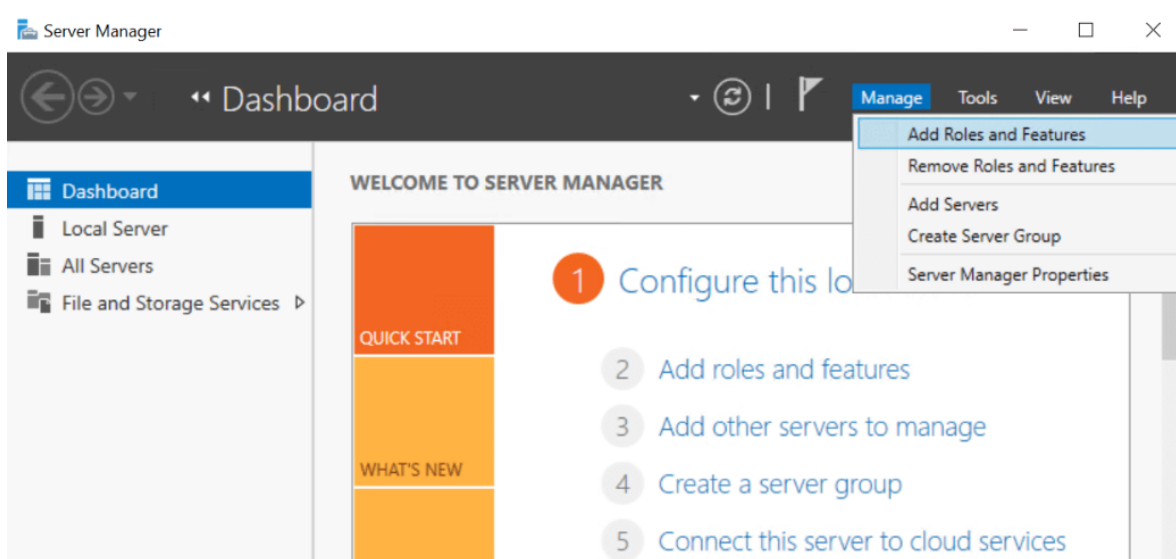 Server Manager
Dashboard
Manage Tools View Help
Add Roles and Features
Remove Roles and Features
Add Servers
Create Server Group
Server Manager Properties
Dashboard
Local Server
All Servers
File and Storage Services
WELCOME TO SERVER MANAGER
QUICK START
WHAT'S NEW
1 Configure this lo
2 Add roles and features
3 Add other servers to manage
4 Create a server group
5 Connect this server to cloud services